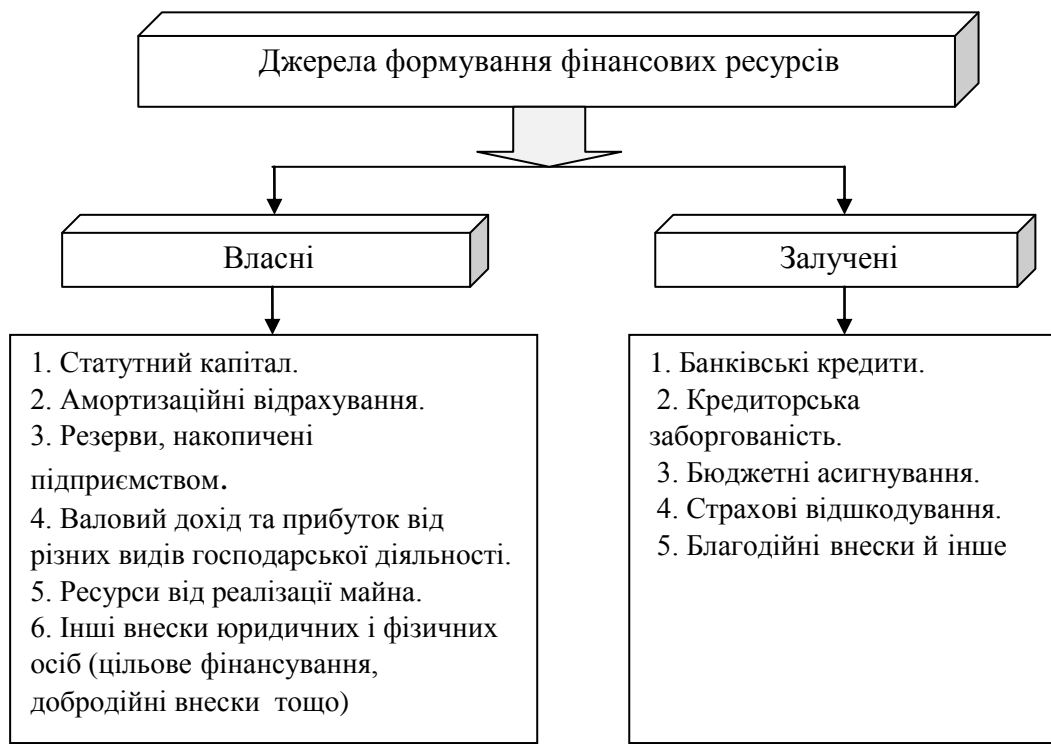 Джерела формування фінансових ресурсів
Власні
1. Статутний капітал.
2. Амортизаційні відрахування.
3. Резерви, накопичені
підприємством.
4. Валовий дохід та прибуток від
різних видів господарської діяльності.
5. Ресурси від реалізації майна.
6. Інші внески юридичних і фізичних
осіб (цільове фінансування,
добродійні внески тощо)
Залучені
1. Банківські кредити.
2. Кредиторська
заборгованість.
3. Бюджетні асигнування.
4. Страхові відшкодування.
5. Благодійні внески й інше